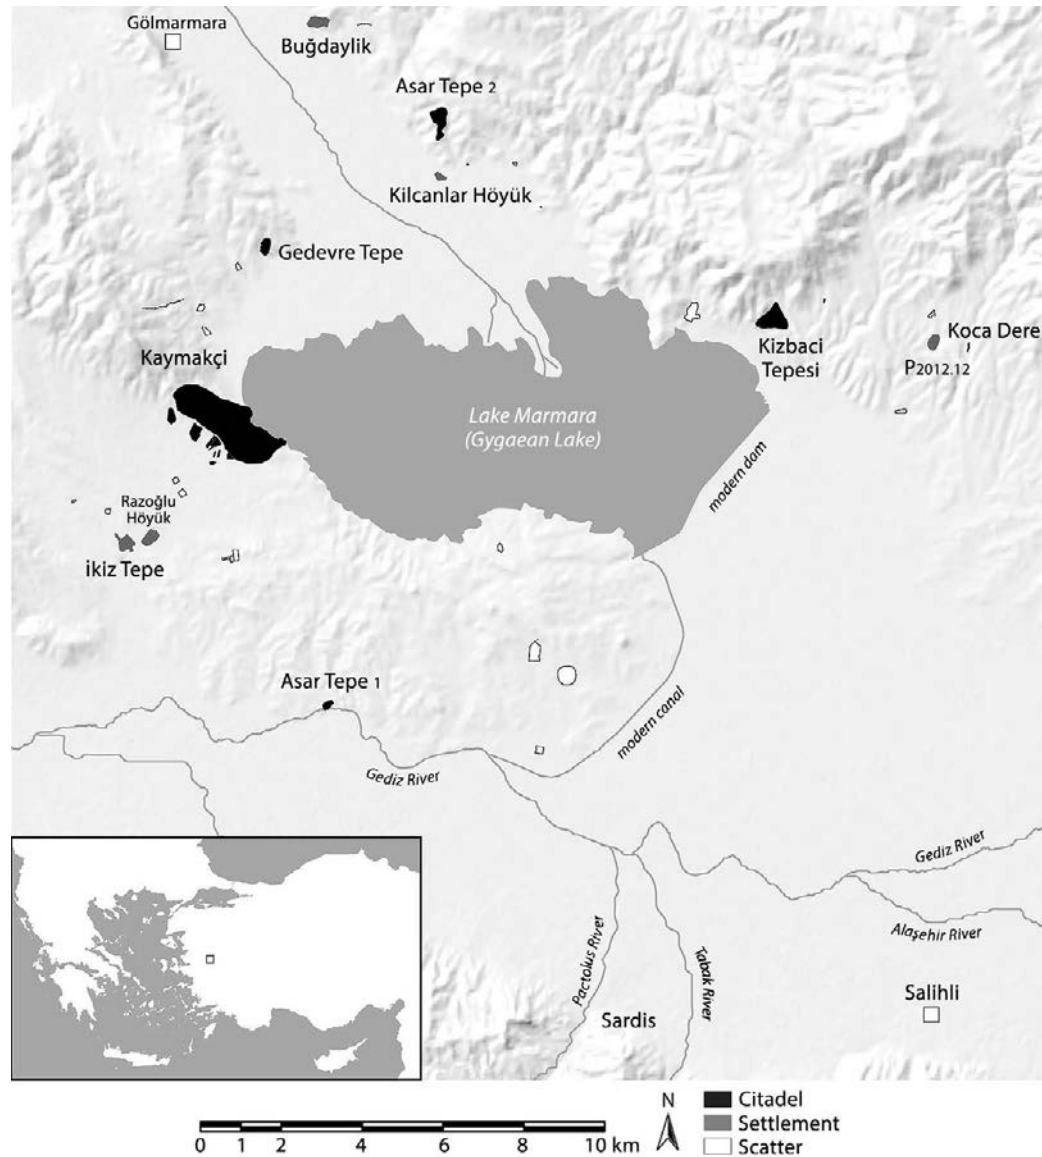 Gölmarmara
Buğdaylik
Asar Tepe 2
Kilcanlar Höyük
Gedevre Tepe
Kaymakçi
Kizbaci
Tepesi
Koca Dere
P2012.12
Lake Marmara
(Gygaean Lake)
modern dam
Razoğlu
Höyük
ikiz Tepe
Asar Tepe 1
modern canal
Gediz River
Gediz River
Alaşehir River
Pactolus River
Tabak River
Sardis
Salihli
N
0 1 2 4 6 8 10 km
Citadel
Settlement
Scatter